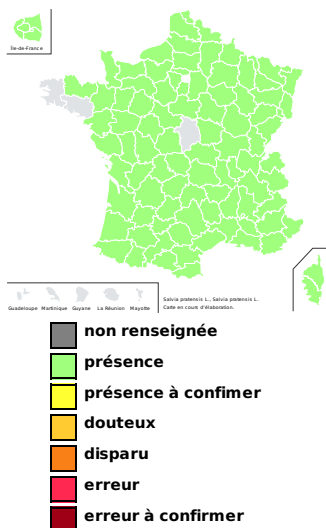 Île-de-France
Guadeloupe Martinique Guyane La Réunion Mayotte
Salvia pratensis L., Salvia pratensis L.
Carte en cours d'élaboration.
non renseignée
présence
présence à confimer
douteux
disparu
erreur
erreur à confirmer